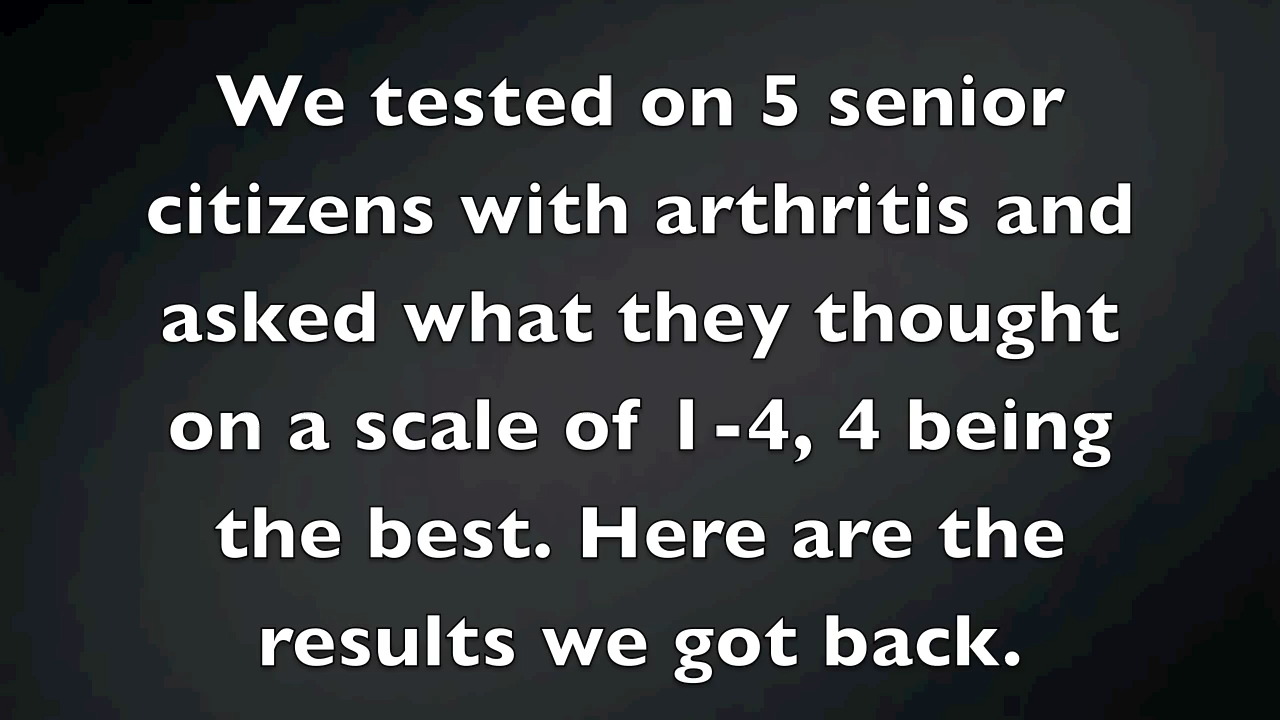 We tested on 5 senior
citizens with arthritis and
asked what they thought
on a scale of 1-4, 4 being
the best. Here are the
results we got back.